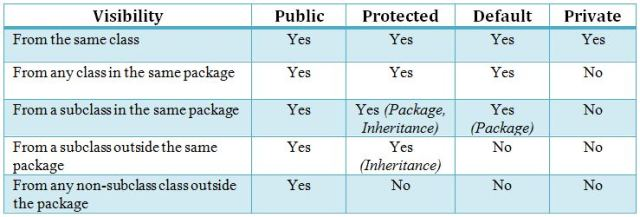 Visibility Public Protected Default Private
From the same class Yes Yes Yes Yes
From any class in the same package Yes Yes Yes No
From a subclass in the same package Yes Yes (Package, Yes No
Inheritance) (Package)
From a subclass outside the same Yes Yes No No
package (Inheritance)
From any non-subclass class outside Yes No No No
the package